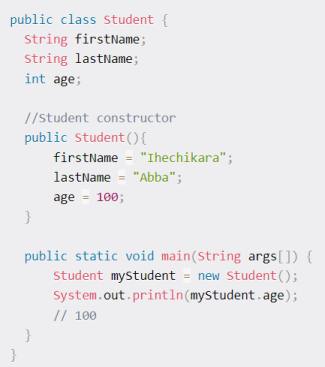 public class Student {
String firstName;
String lastName;
int age;
//Student constructor
public Student(){
firstName = "Ihechikara";
lastName = "Abba";
age = 100;
}
public static void main(String args[]) {
Student myStudent = new Student();
System.out.println(myStudent.age);
// 100
}
}